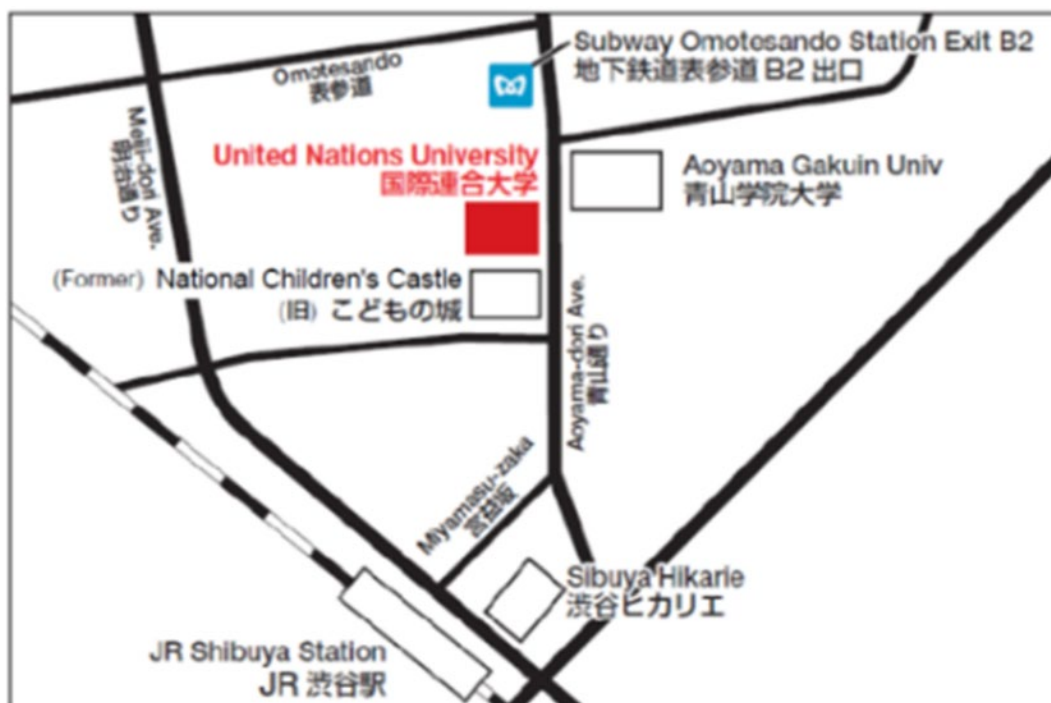 Subway Omotesando Station Exit B2
地下鉄道表参道 B2 出口
Omotesando
表参道
Meiji-dori Ave.
明治通り
United Nations University
国際連合大学
Aoyama Gakuin Univ
青山学院大学
(Former) National Children's Castle
(旧) こどもの城
Aoyama-dori Ave.
青山通り
Miyamasu-zaka
宮益坂
Sibuya Hikarie
渋谷ヒカリエ
JR Shibuya Station
JR 渋谷駅